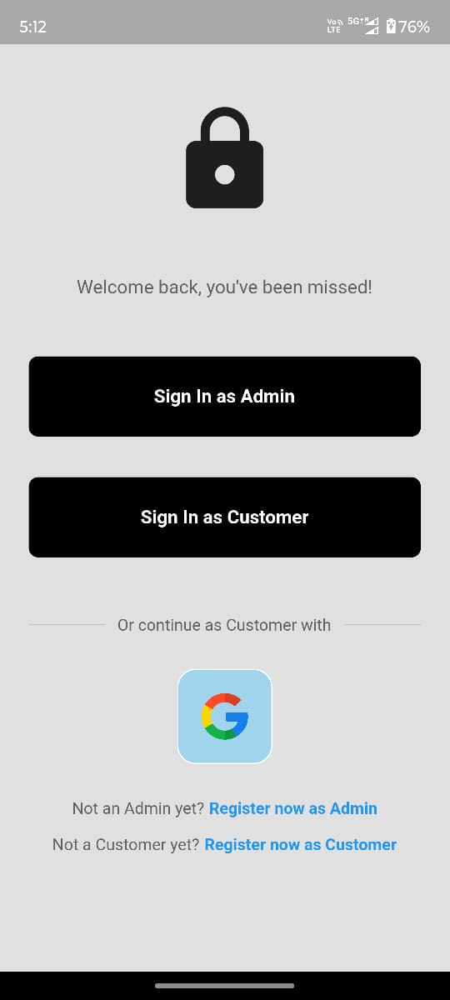 5:12
Vo LTE 5G+R 76%
Welcome back, you've been missed!
Sign In as Admin
Sign In as Customer
Or continue as Customer with
G
Not an Admin yet? Register now as Admin
Not a Customer yet? Register now as Customer